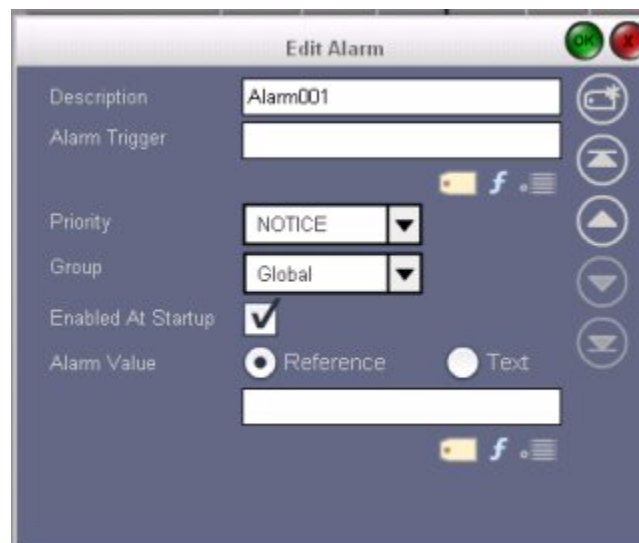 Edit Alarm
OK X
Description Alarm001
Alarm Trigger
f
Priority NOTICE
Group Global
Enabled At Startup
Alarm Value Reference Text
f